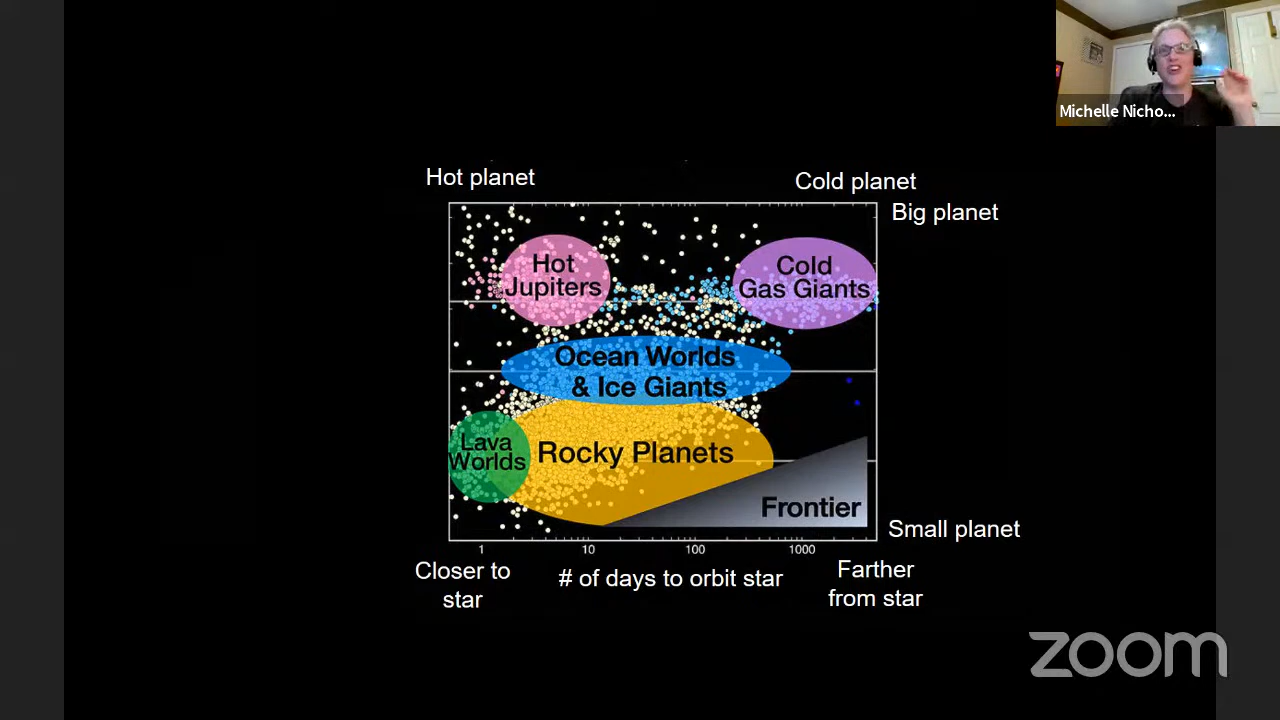 Michelle Nicho...
Hot planet
Cold planet
Big planet
Hot
Jupiters
Cold
Gas Giants
Ocean Worlds
& Ice Giants
Lava
Worlds
Rocky Planets
Frontier
Small planet
1
10
100
1000
Closer to
star
# of days to orbit star
Farther
from star
zoom